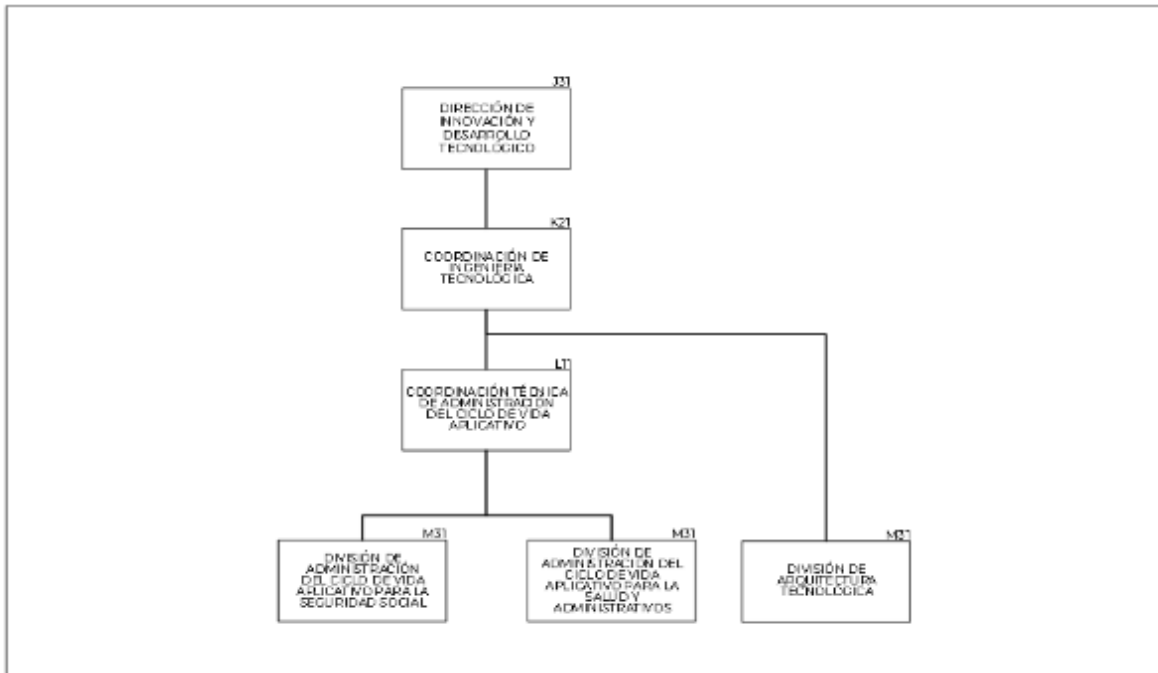 J31
DIRECCIÓN DE
INNOVACIÓN Y
DESARROLLO
TECNOLÓGICO
K21
COORDINACIÓN DE
INGENIERÍA
TECNOLÓGICA
L11
COORDINACIÓN TÉCNICA
DE ADMINISTRACIÓN
DEL CICLO DE VIDA
APLICATIVO
M31
DIVISIÓN DE
ADMINISTRACIÓN
DEL CICLO DE VIDA
APLICATIVO PARA LA
SEGURIDAD SOCIAL
M31
DIVISIÓN DE
ADMINISTRACIÓN DEL
CICLO DE VIDA
APLICATIVO PARA LA
SALUD Y
ADMINISTRATIVOS
M31
DIVISIÓN DE
ARQUITECTURA
TECNOLÓGICA